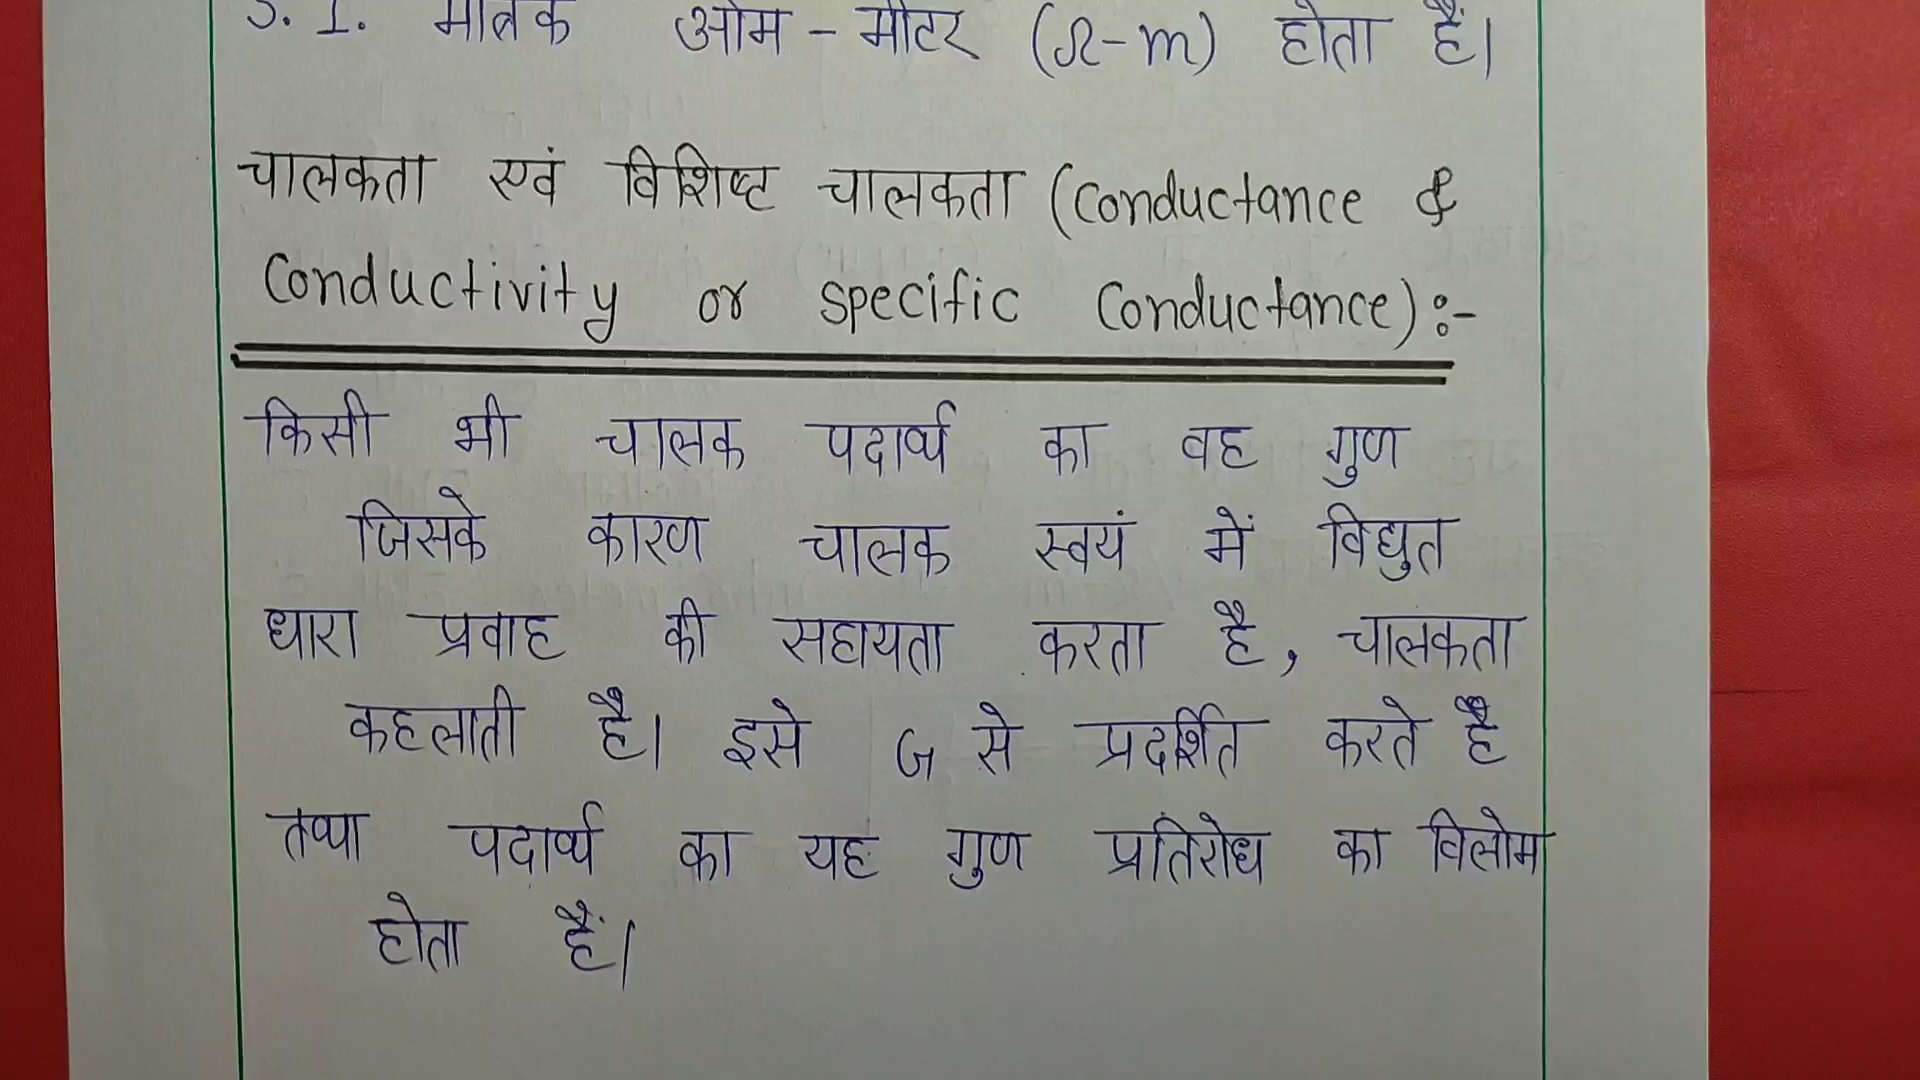 S. I. मात्रक ओम - मीटर (Ω-m) होता हैं।
चालकता एवं विशिष्ट चालकता (Conductance &
Conductivity or specific Conductance) :-
किसी भी चालक पदार्थ का वह गुण
जिसके कारण चालक स्वयं में विद्युत
धारा प्रवाह की सहायता करता है, चालकता
कहलाती है। इसे G से प्रदर्शित करते है
तथा पदार्थ का यह गुण प्रतिरोध का विलोम
होता हैं।